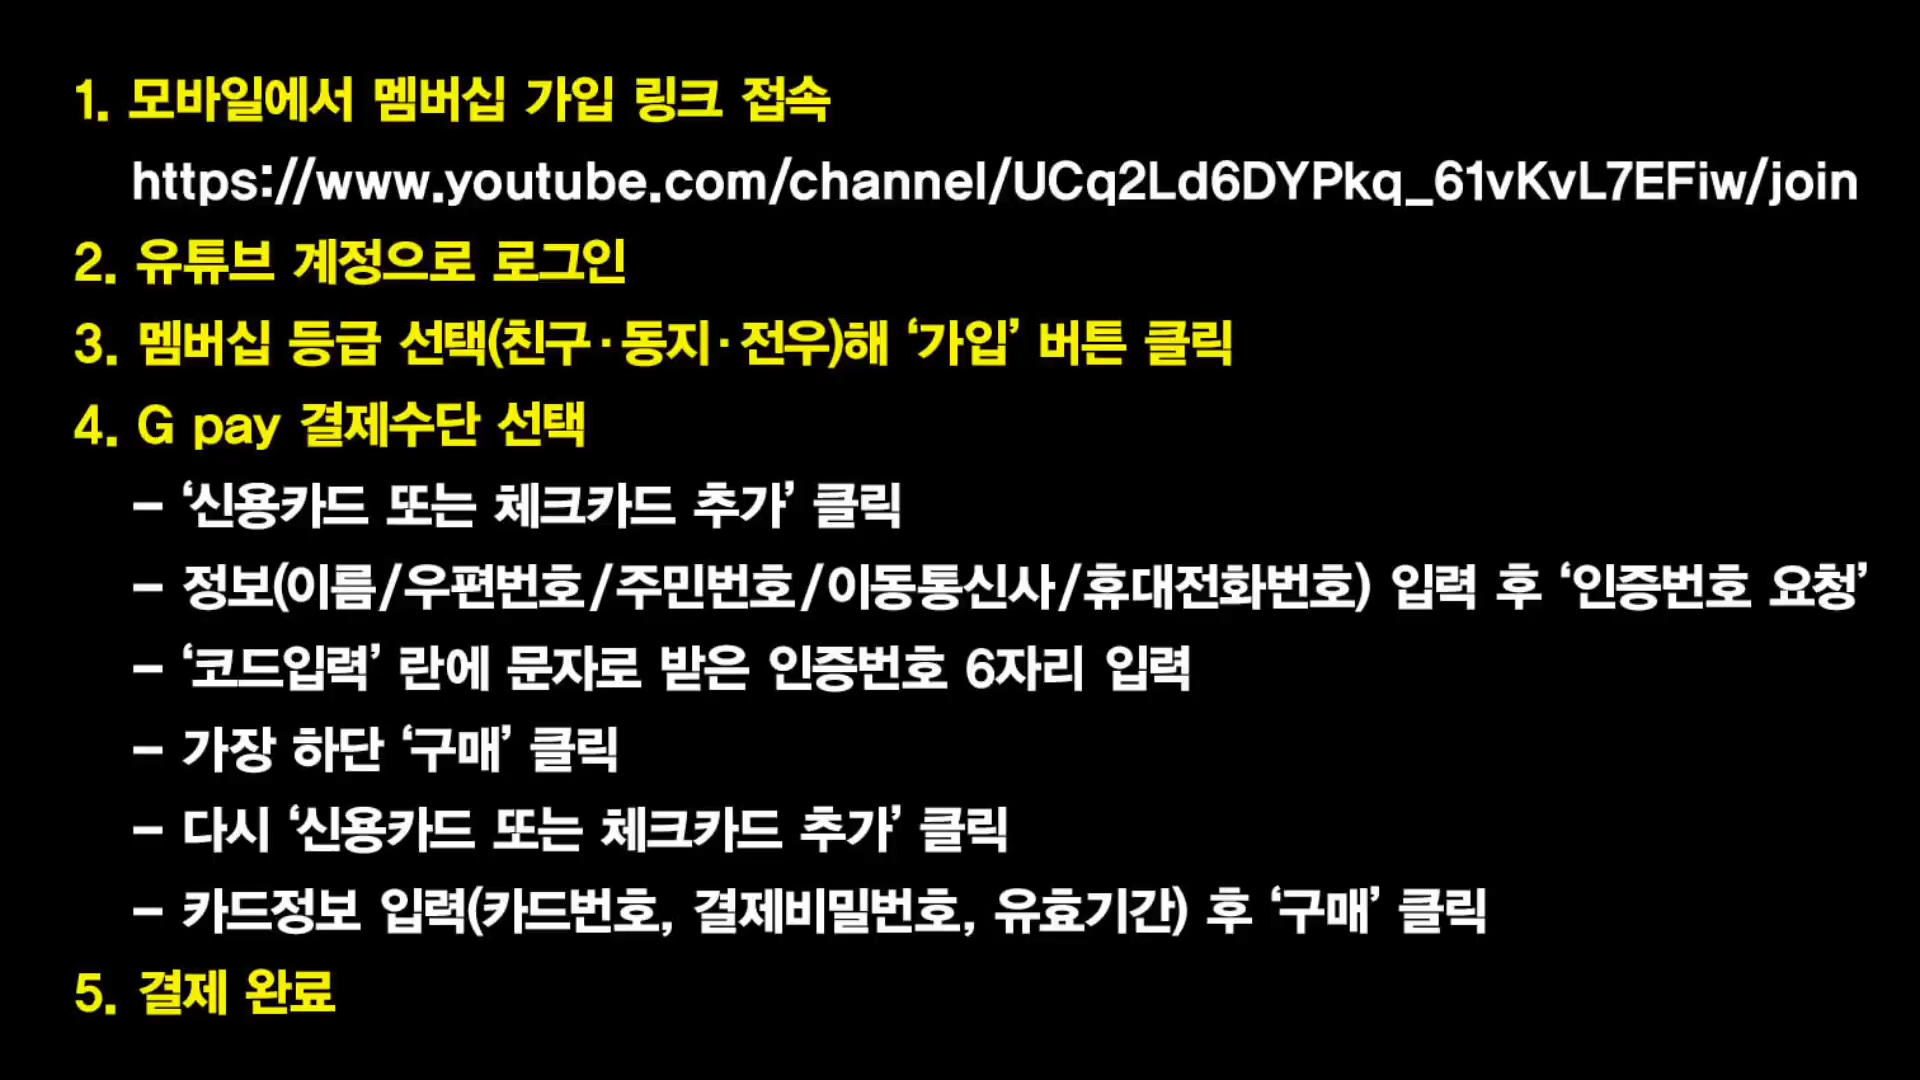 1. 모바일에서 멤버십 가입 링크 접속
https://www.youtube.com/channel/UCq2Ld6DYPkq_61vKvL7EFiw/join
2. 유튜브 계정으로 로그인
3. 멤버십 등급 선택(친구·동지·전우)해 ‘가입’ 버튼 클릭
4. G pay 결제수단 선택
– ‘신용카드 또는 체크카드 추가’ 클릭
– 정보(이름/우편번호/주민번호/이동통신사/휴대전화번호) 입력 후 ‘인증번호 요청’
– ‘코드입력’ 란에 문자로 받은 인증번호 6자리 입력
– 가장 하단 ‘구매’ 클릭
– 다시 ‘신용카드 또는 체크카드 추가’ 클릭
– 카드정보 입력(카드번호, 결제비밀번호, 유효기간) 후 ‘구매’ 클릭
5. 결제 완료